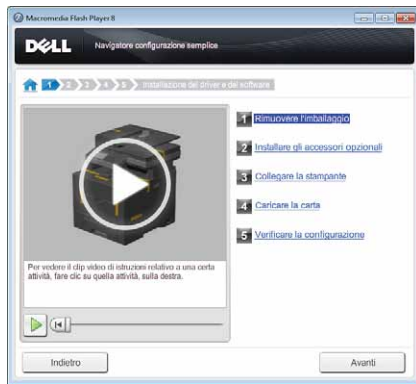 Macromedia Flash Player 8
DELL
Navigatore configurazione semplice
1 2 3 4 5 Installazione del driver e del software
1 Rimuovere l'imballaggio
2 Installare gli accessori opzionali
3 Collegare la stampante
4 Caricare la carta
5 Verificare la configurazione
Per vedere il clip video di istruzioni relativo a una certa
attività, fare clic su quella attività, sulla destra.
Indietro
Avanti